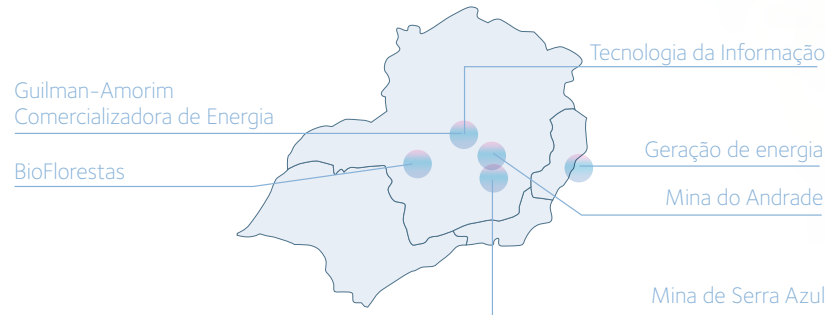 Tecnologia da Informação
Guilman-Amorim
Comercializadora de Energia
BioFlorestas
Geração de energia
Mina do Andrade
Mina de Serra Azul